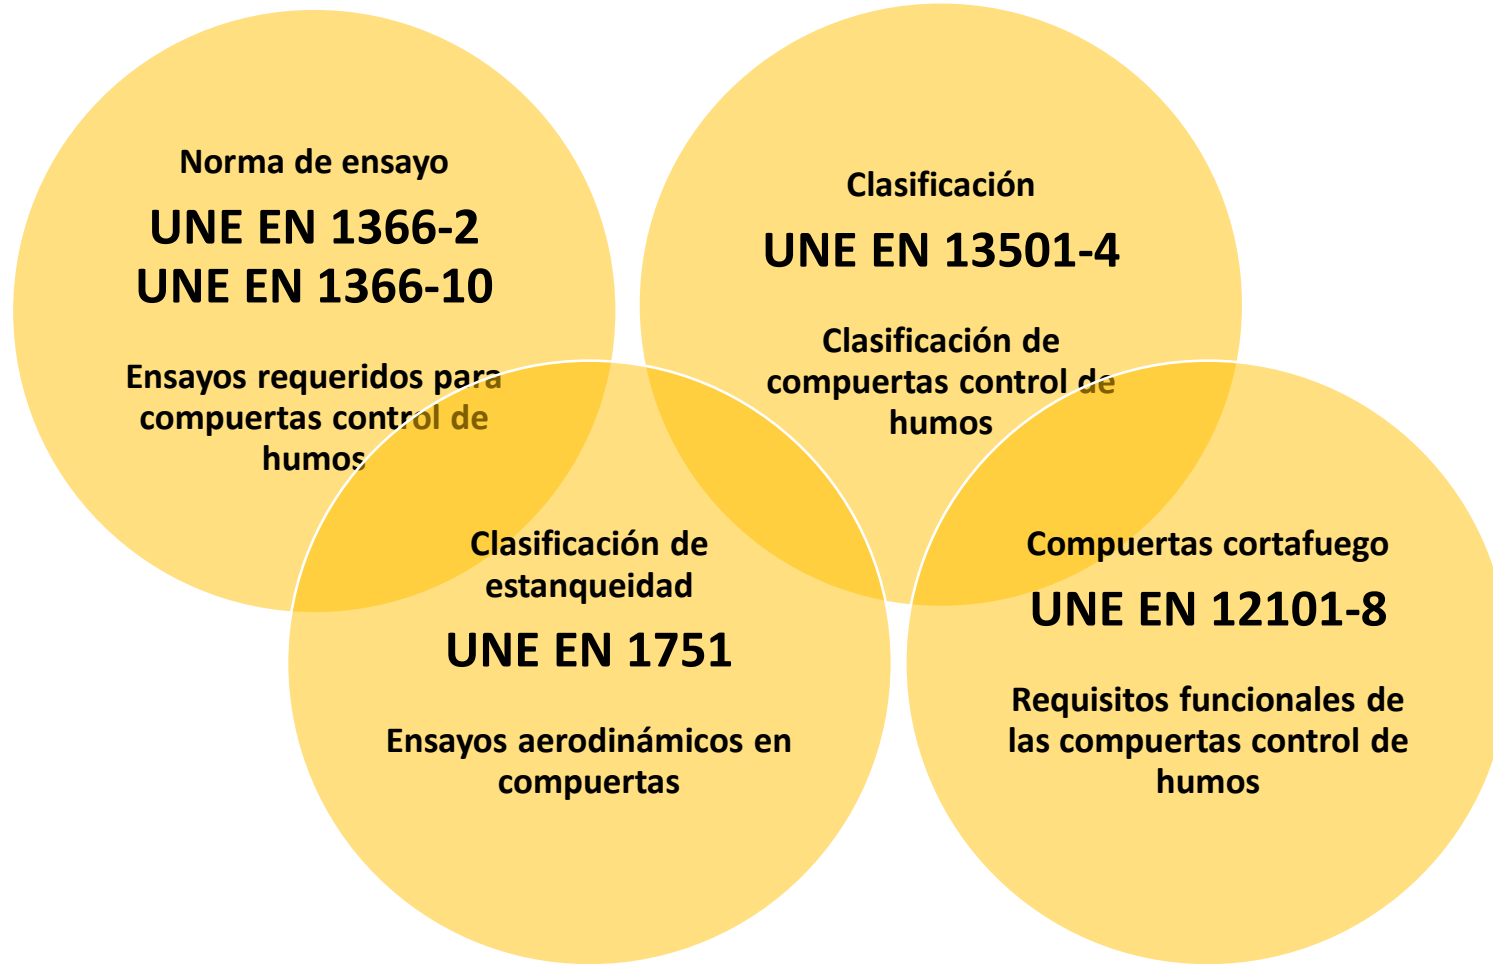 Norma de ensayo
UNE EN 1366-2
UNE EN 1366-10
Ensayos requeridos para
compuertas control de
humos
Clasificación
UNE EN 13501-4
Clasificación de
compuertas control de
humos
Clasificación de
estanqueidad
UNE EN 1751
Ensayos aerodinámicos en
compuertas
Compuertas cortafuego
UNE EN 12101-8
Requisitos funcionales de
las compuertas control de
humos